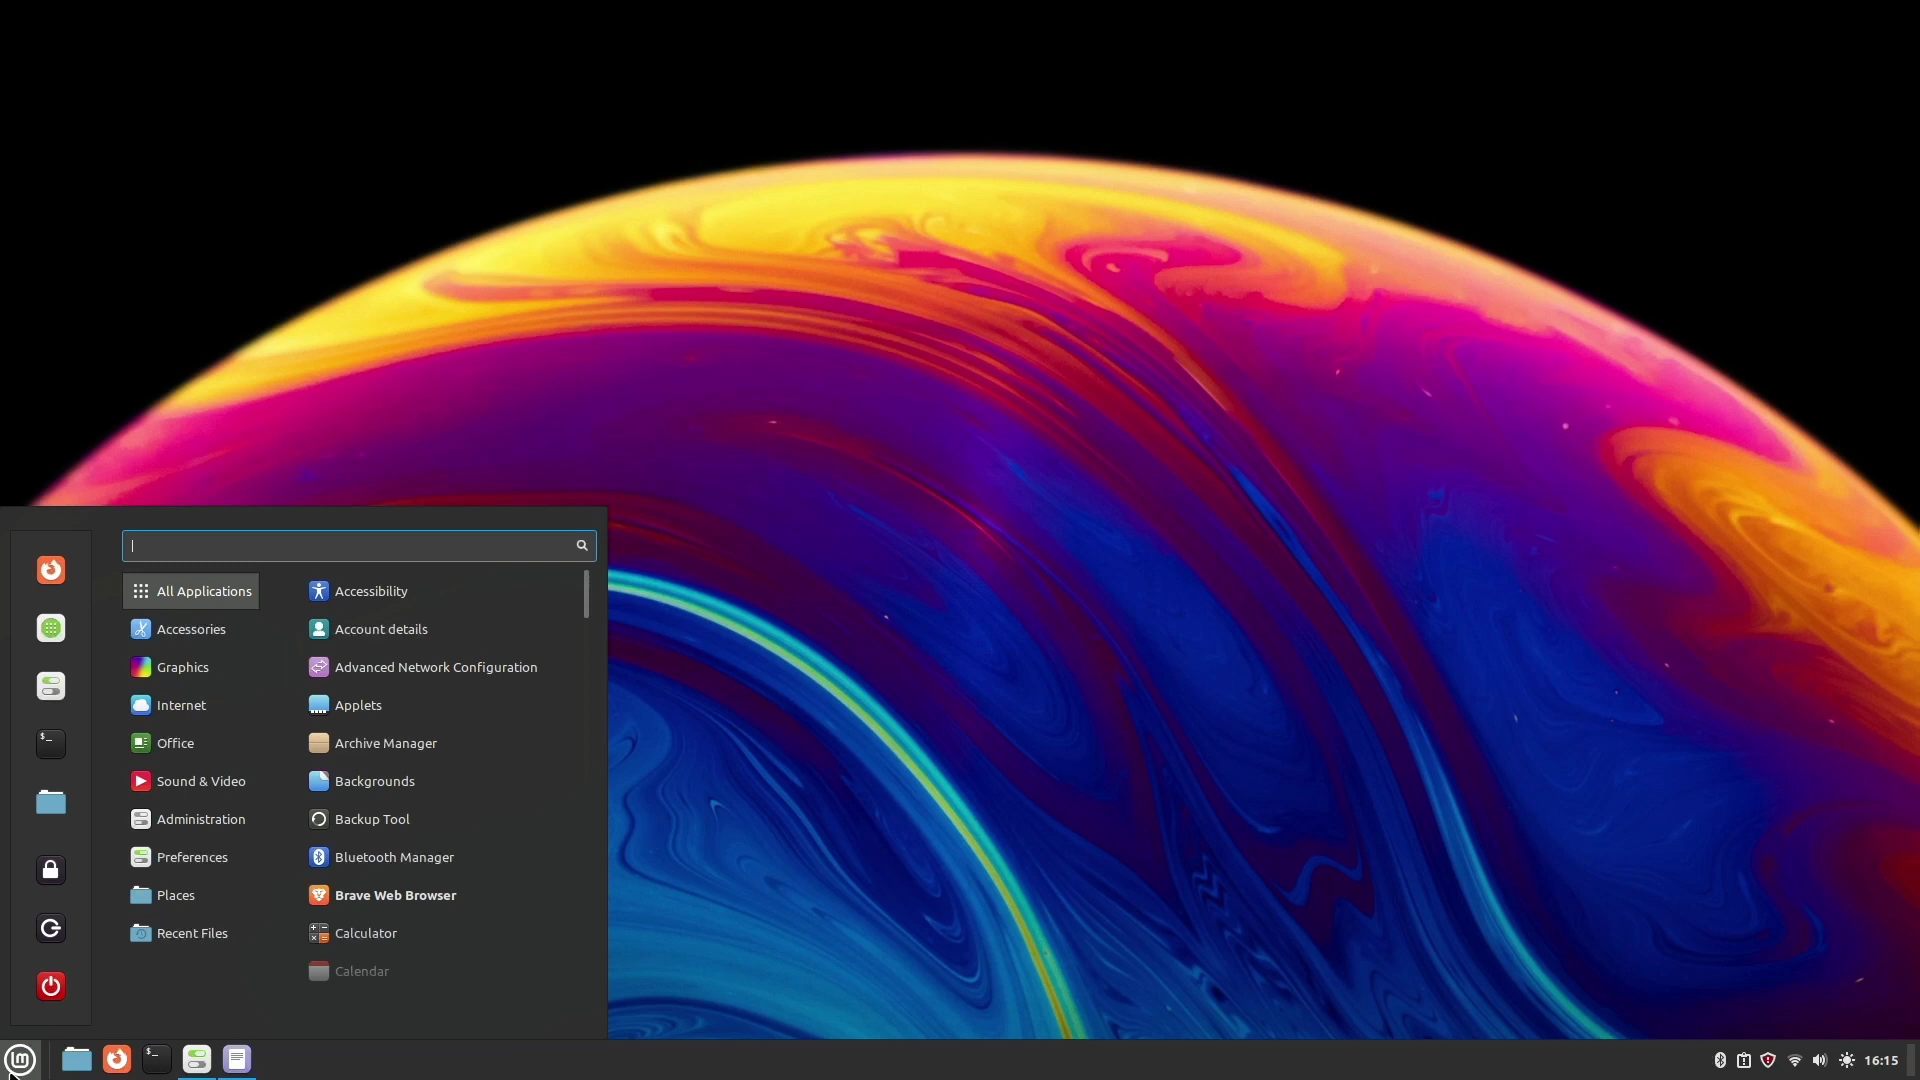 All Applications
Accessories
Graphics
Internet
Office
Sound & Video
Administration
Preferences
Places
Recent Files
Accessibility
Account details
Advanced Network Configuration
Applets
Archive Manager
Backgrounds
Backup Tool
Bluetooth Manager
Brave Web Browser
Calculator
Calendar
16:15